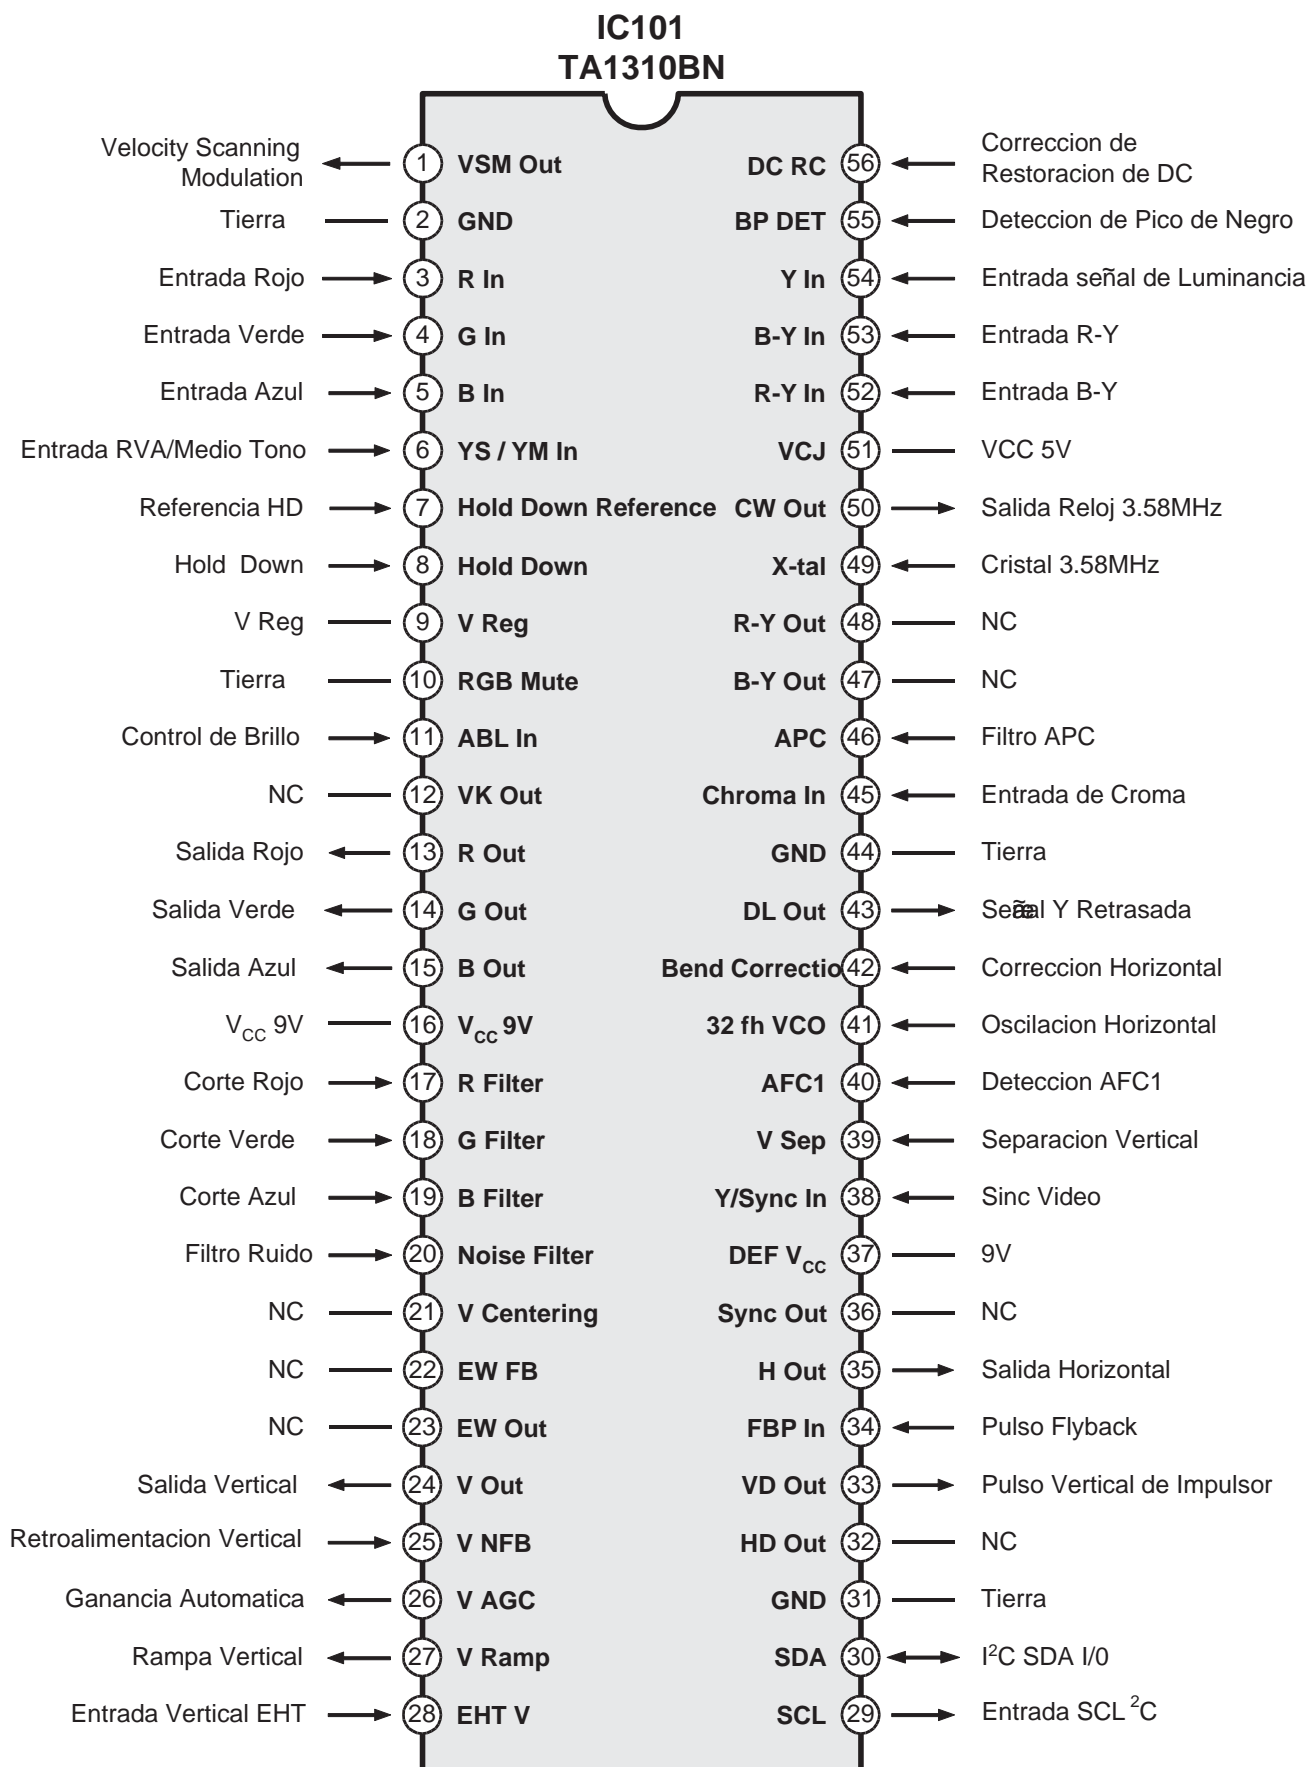 IC101
TA1310BN
Velocity Scanning
Modulation
1 VSM Out
DC RC 56
Correccion de
Restoracion de DC
Tierra 2 GND
BP DET 55 Deteccion de Pico de Negro
Entrada Rojo 3 R In
Y In 54 Entrada señal de Luminancia
Entrada Verde 4 G In
B-Y In 53 Entrada R-Y
Entrada Azul 5 B In
R-Y In 52 Entrada B-Y
Entrada RVA/Medio Tono 6 YS / YM In
VCJ 51 VCC 5V
Referencia HD 7 Hold Down Reference
CW Out 50 Salida Reloj 3.58MHz
Hold Down 8 Hold Down
X-tal 49 Cristal 3.58MHz
V Reg 9 V Reg
R-Y Out 48 NC
Tierra 10 RGB Mute
B-Y Out 47 NC
Control de Brillo 11 ABL In
APC 46 Filtro APC
NC 12 VK Out
Chroma In 45 Entrada de Croma
Salida Rojo 13 R Out
GND 44 Tierra
Salida Verde 14 G Out
DL Out 43 Y Retrasada
Salida Azul 15 B Out
Bend Correctio 42 Correccion Horizontal
VCC 9V 16 VCC 9V
32 fh VCO 41 Oscilacion Horizontal
Corte Rojo 17 R Filter
AFC1 40 Deteccion AFC1
Corte Verde 18 G Filter
V Sep 39 Separacion Vertical
Corte Azul 19 B Filter
Y/Sync In 38 Sinc Video
Filtro Ruido 20 Noise Filter
DEF VCC 37 9V
NC 21 V Centering
Sync Out 36 NC
NC 22 EW FB
H Out 35 Salida Horizontal
NC 23 EW Out
FBP In 34 Pulso Flyback
Salida Vertical 24 V Out
VD Out 33 Pulso Vertical de Impulsor
Retroalimentacion Vertical 25 V NFB
HD Out 32 NC
Ganancia Automatica 26 V AGC
GND 31 Tierra
Rampa Vertical 27 V Ramp
SDA 30 I²C SDA I/0
Entrada Vertical EHT 28 EHT V
SCL 29 Entrada SCL ²C